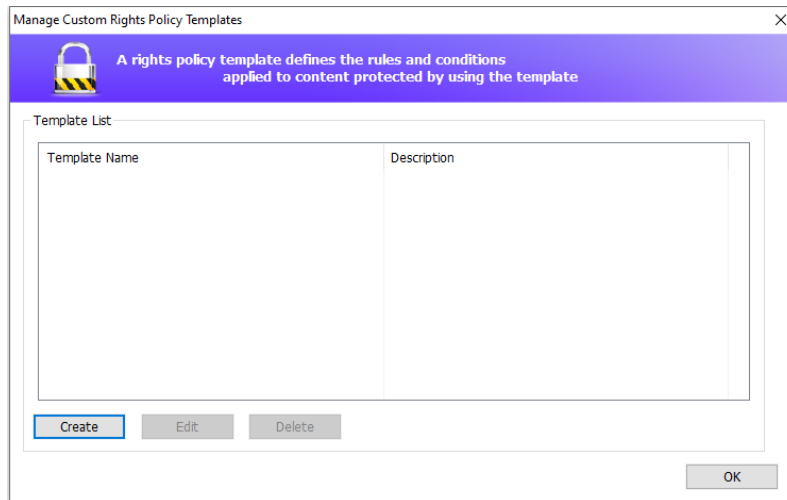 Manage Custom Rights Policy Templates
A rights policy template defines the rules and conditions
applied to content protected by using the template
Template List
Template Name Description
Create Edit Delete
OK